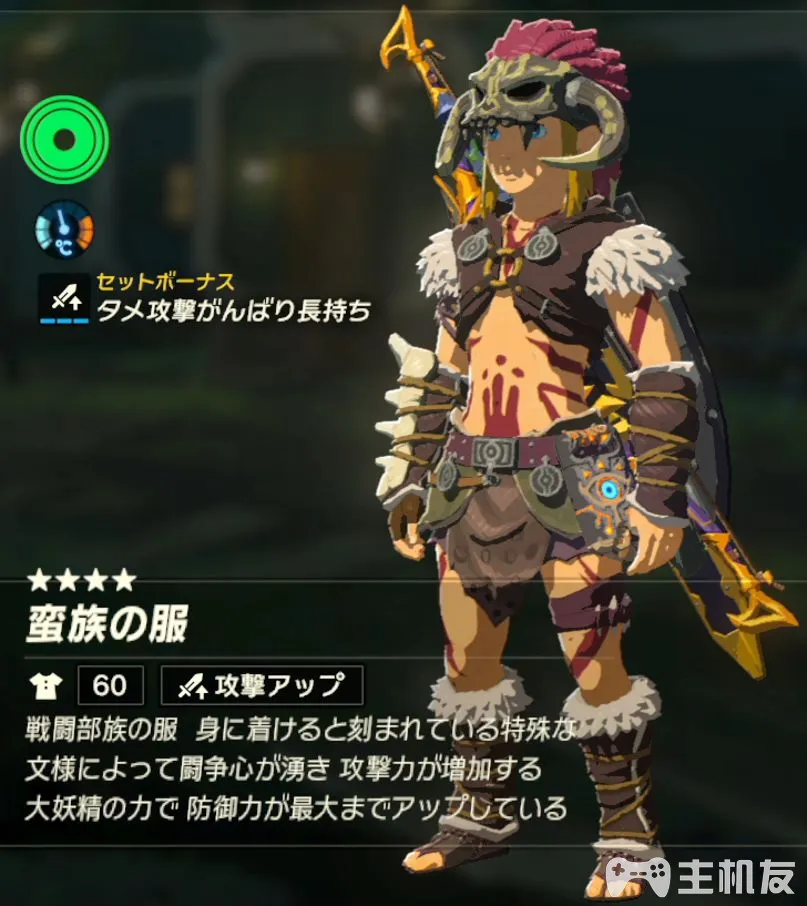 ℃
セットボーナス
タメ攻撃がんばり長持ち
★★★★
蛮族の服
60 攻撃アップ
戦闘部族の服 身に着けると刻まれている特殊な
文様によって闘争心が湧き 攻撃力が増加する
大妖精の力で 防御力が最大までアップしている
主机友